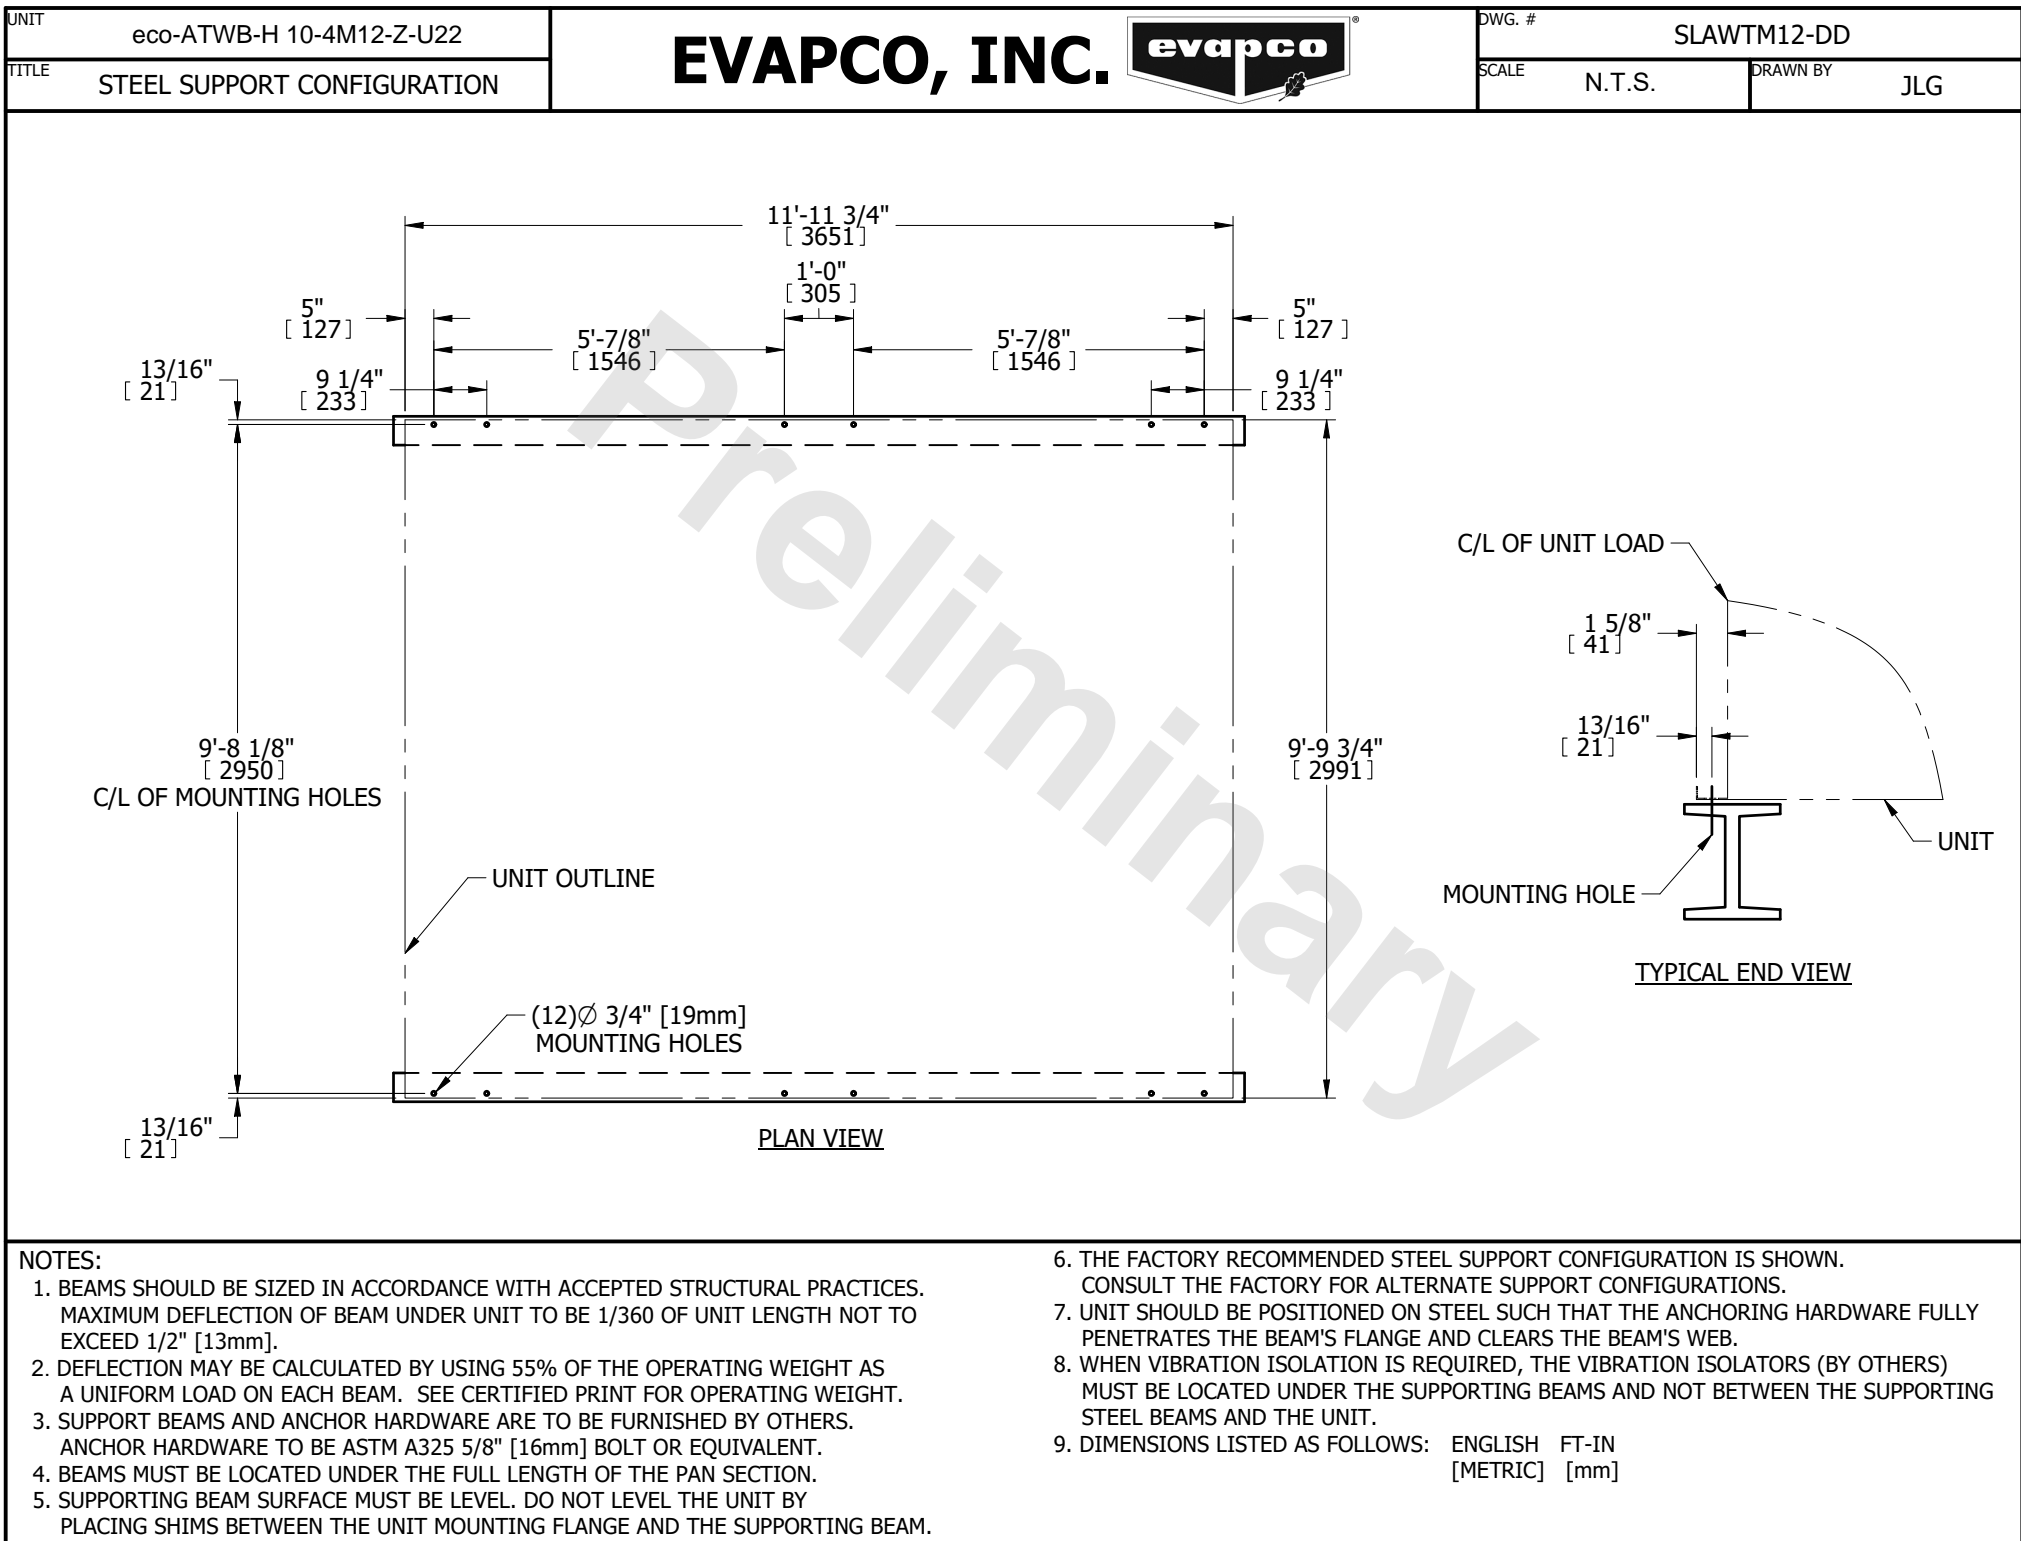 UNIT
eco-ATWB-H 10-4M12-Z-U22
TITLE
STEEL SUPPORT CONFIGURATION
EVAPCO, INC.
evapco
®
DWG. #
SLAWTM12-DD
SCALE
N.T.S.
DRAWN BY
JLG
11'-11 3/4"
[ 3651]
1'-0"
[ 305 ]
5"
[ 127]
5"
[ 127 ]
5'-7/8"
[ 1546 ]
5'-7/8"
[ 1546 ]
13/16"
[ 21]
9 1/4"
[ 233]
9 1/4"
[ 233 ]
Preliminary
C/L OF UNIT LOAD
1 5/8"
[ 41]
13/16"
[ 21]
9'-8 1/8"
[ 2950]
C/L OF MOUNTING HOLES
9'-9 3/4"
[ 2991]
UNIT
MOUNTING HOLE
TYPICAL END VIEW
UNIT OUTLINE
(12)∅ 3/4" [19mm]
MOUNTING HOLES
13/16"
[ 21]
PLAN VIEW
NOTES:
1. BEAMS SHOULD BE SIZED IN ACCORDANCE WITH ACCEPTED STRUCTURAL PRACTICES.
MAXIMUM DEFLECTION OF BEAM UNDER UNIT TO BE 1/360 OF UNIT LENGTH NOT TO
EXCEED 1/2" [13mm].
2. DEFLECTION MAY BE CALCULATED BY USING 55% OF THE OPERATING WEIGHT AS
A UNIFORM LOAD ON EACH BEAM. SEE CERTIFIED PRINT FOR OPERATING WEIGHT.
3. SUPPORT BEAMS AND ANCHOR HARDWARE ARE TO BE FURNISHED BY OTHERS.
ANCHOR HARDWARE TO BE ASTM A325 5/8" [16mm] BOLT OR EQUIVALENT.
4. BEAMS MUST BE LOCATED UNDER THE FULL LENGTH OF THE PAN SECTION.
5. SUPPORTING BEAM SURFACE MUST BE LEVEL. DO NOT LEVEL THE UNIT BY
PLACING SHIMS BETWEEN THE UNIT MOUNTING FLANGE AND THE SUPPORTING BEAM.
6. THE FACTORY RECOMMENDED STEEL SUPPORT CONFIGURATION IS SHOWN.
CONSULT THE FACTORY FOR ALTERNATE SUPPORT CONFIGURATIONS.
7. UNIT SHOULD BE POSITIONED ON STEEL SUCH THAT THE ANCHORING HARDWARE FULLY
PENETRATES THE BEAM'S FLANGE AND CLEARS THE BEAM'S WEB.
8. WHEN VIBRATION ISOLATION IS REQUIRED, THE VIBRATION ISOLATORS (BY OTHERS)
MUST BE LOCATED UNDER THE SUPPORTING BEAMS AND NOT BETWEEN THE SUPPORTING
STEEL BEAMS AND THE UNIT.
9. DIMENSIONS LISTED AS FOLLOWS: ENGLISH FT-IN
[METRIC] [mm]